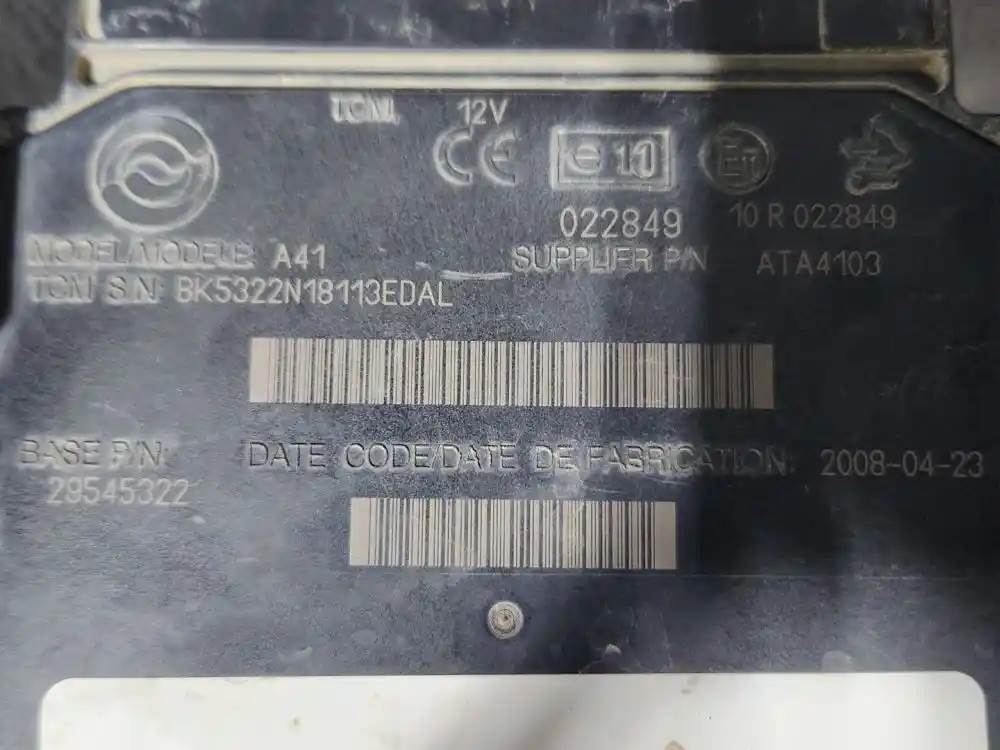 TCM 12V
CE e 11 E11
022849 10 R 022849
MODEL/MODELE: A41 SUPPLIER P/N ATA4103
TCM S/N: BK5322N18113EDAL
BASE P/N: DATE CODE/DATE DE FABRICATION: 2008-04-23
29545322